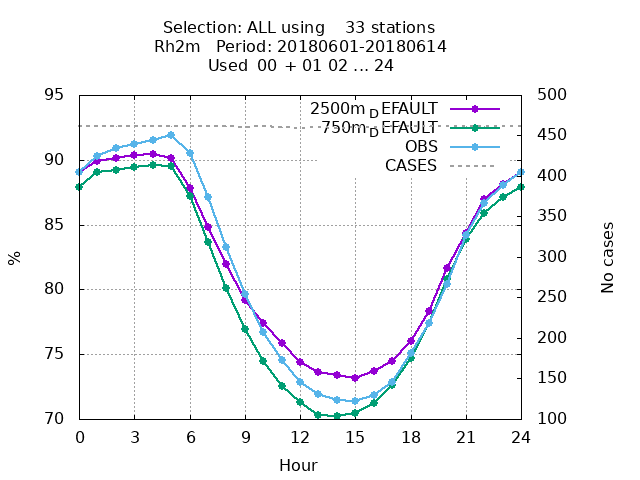 Selection: ALL using 33 stations
Rh2m Period: 20180601-20180614
Used 00 + 01 02 ... 24
95
90
85
80
75
70
%
0
3
6
9
12
15
18
21
24
Hour
500
450
400
350
300
250
200
150
100
No cases
2500m_DEFAULT
750m_DEFAULT
OBS
CASES